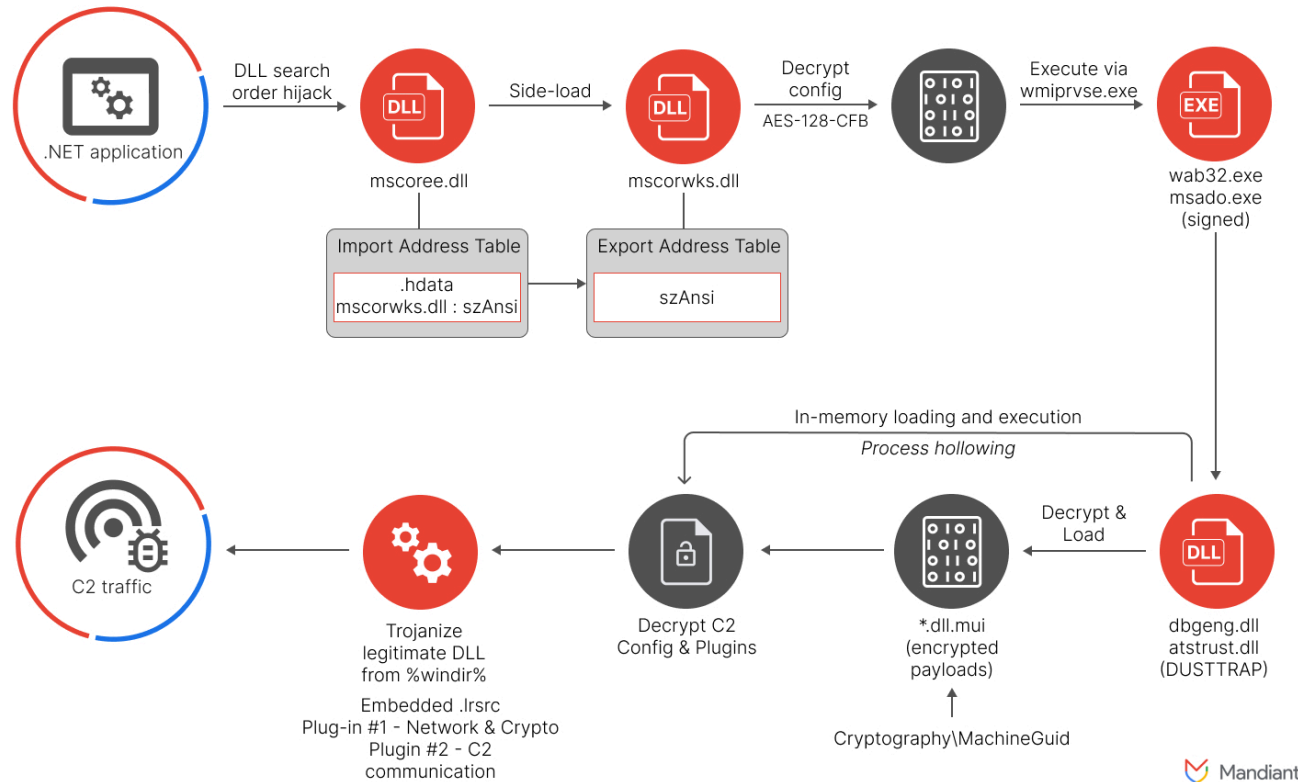 .NET application
DLL search
order hijack
DLL
mscoree.dll
Side-load
DLL
mscorwks.dll
Decrypt
config
AES-128-CFB
Execute via
wmiprvse.exe
EXE
wab32.exe
msado.exe
(signed)
Import Address Table
.hdata
mscorwks.dll : szAnsi
Export Address Table
szAnsi
In-memory loading and execution
Process hollowing
DLL
dbgeng.dll
atstrust.dll
(DUSTTRAP)
Decrypt &
Load
*.dll.mui
(encrypted
payloads)
Cryptography\MachineGuid
Decrypt C2
Config & Plugins
Trojanize
legitimate DLL
from %windir%
Embedded .lrsrc
Plug-in #1 - Network & Crypto
Plugin #2 - C2
communication
C2 traffic
Mandiant